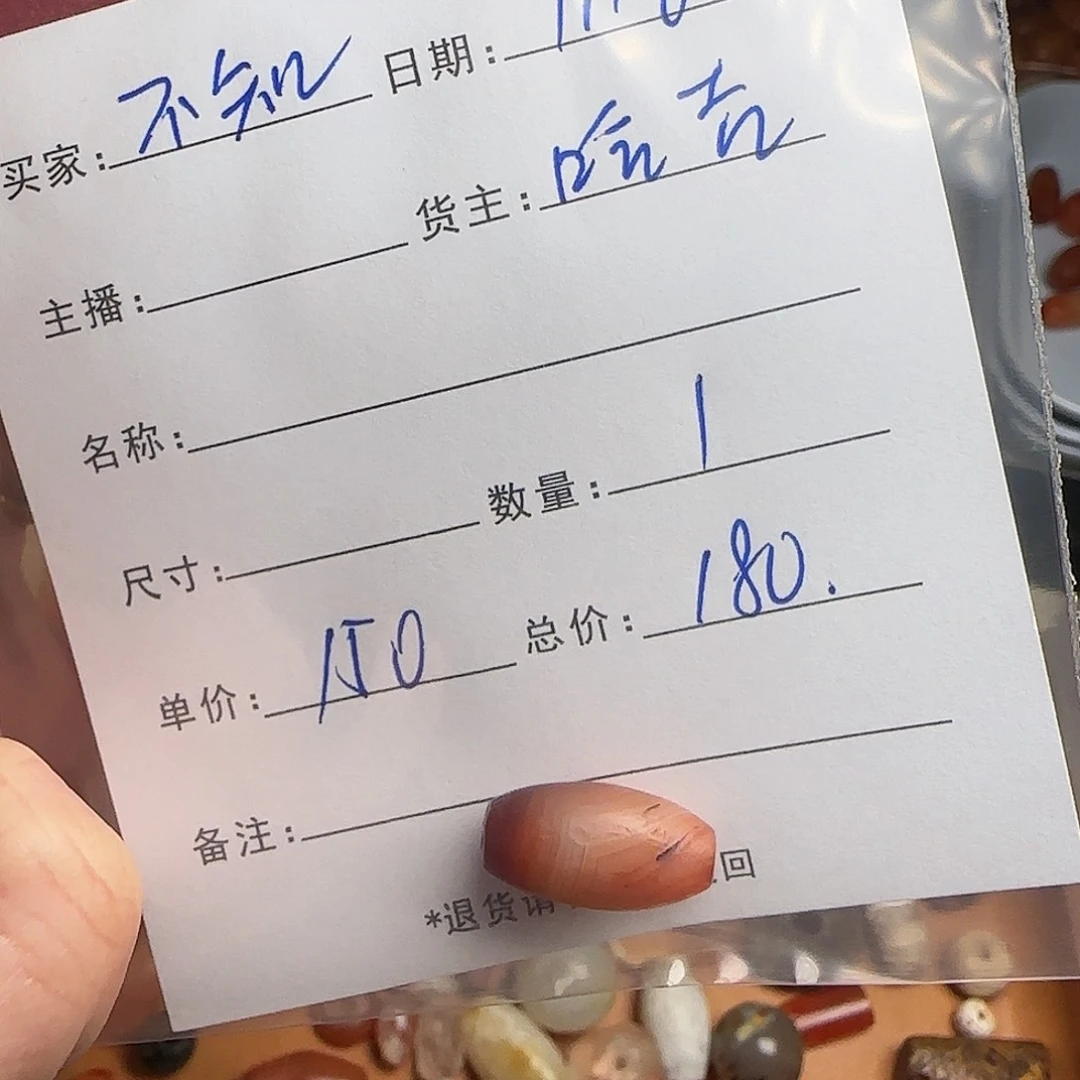 买家: 不知 日期:
主播: 货主: 哈吉
名称:
尺寸: 数量: 1
单价: 150 总价: 180.
备注:
*退货请 回